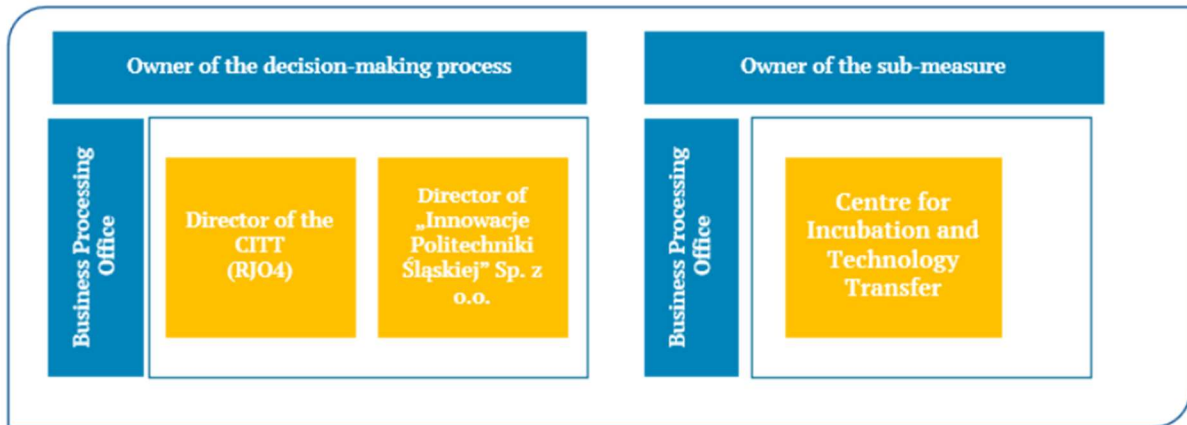 Owner of the decision-making process
Owner of the sub-measure
Business Processing
Office
Director of the
CITT
(RJO4)
Director of
„Innowacje
Politechniki
Śląskiej” Sp. z
o.o.
Business Processing
Office
Centre for
Incubation and
Technology
Transfer